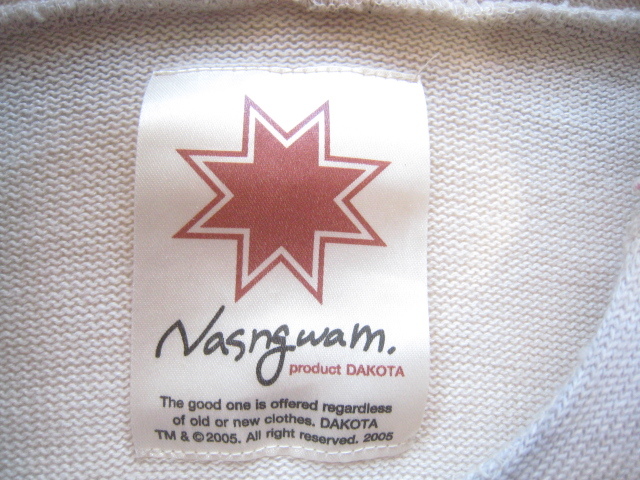 Nasngwam.
product DAKOTA
The good one is offered regardless
of old or new clothes. DAKOTA
TM & ©2005. All right reserved. 2005